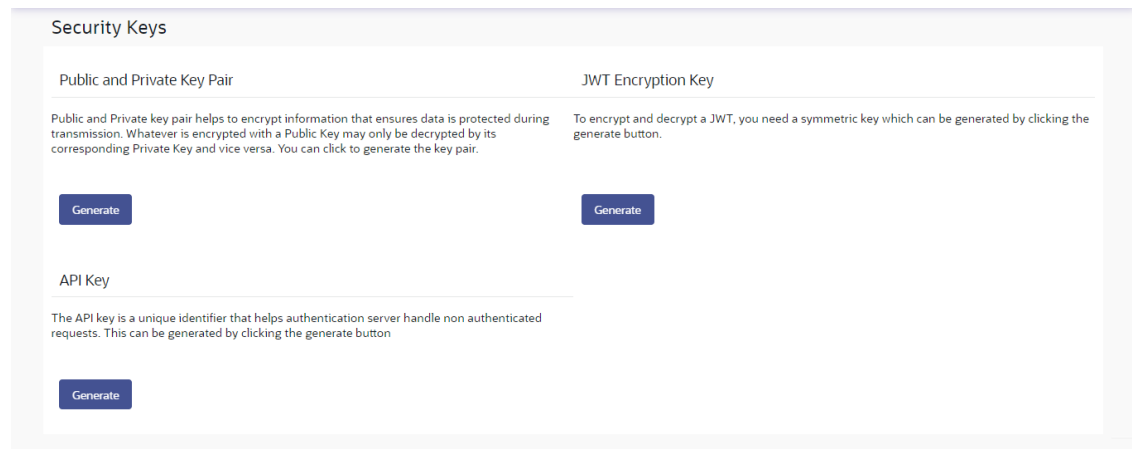 Security Keys
Public and Private Key Pair
Public and Private key pair helps to encrypt information that ensures data is protected during
transmission. Whatever is encrypted with a Public Key may only be decrypted by its
corresponding Private Key and vice versa. You can click to generate the key pair.
Generate
JWT Encryption Key
To encrypt and decrypt a JWT, you need a symmetric key which can be generated by clicking the
generate button.
Generate
API Key
The API key is a unique identifier that helps authentication server handle non authenticated
requests. This can be generated by clicking the generate button
Generate